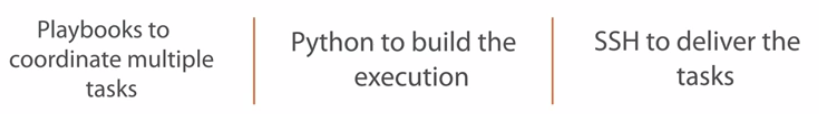 Playbooks to
coordinate multiple
tasks
Python to build the
execution
SSH to deliver the
tasks